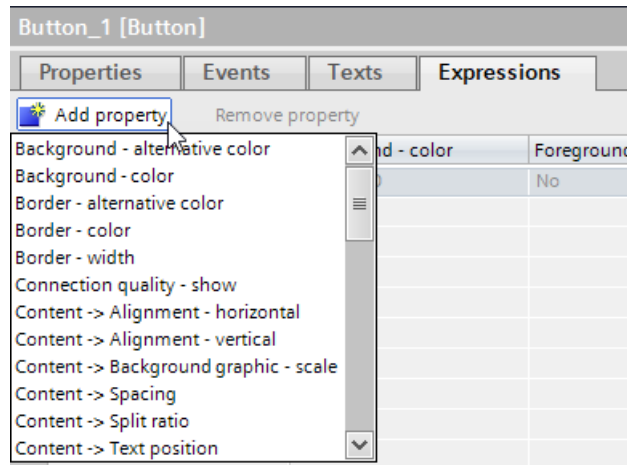 Button_1 [Button]
Properties Events Texts Expressions
Add property Remove property
Background - alternative color
nd - color Foreground
Background - color
No
Border - alternative color
Border - color
Border - width
Connection quality - show
Content -> Alignment - horizontal
Content -> Alignment - vertical
Content -> Background graphic - scale
Content -> Spacing
Content -> Split ratio
Content -> Text position